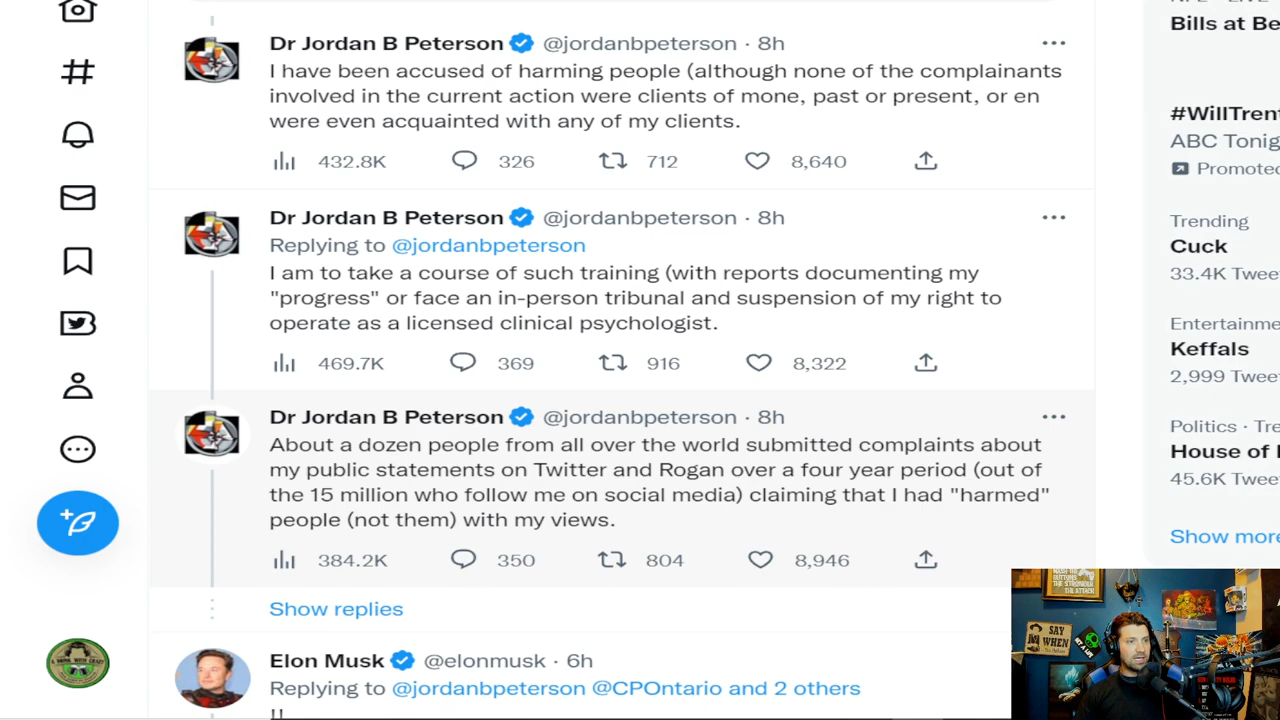 Dr Jordan B Peterson @jordanbpeterson · 8h
I have been accused of harming people (although none of the complainants
involved in the current action were clients of mone, past or present, or en
were even acquainted with any of my clients.
432.8K 326 712 8,640
Dr Jordan B Peterson @jordanbpeterson · 8h
Replying to @jordanbpeterson
I am to take a course of such training (with reports documenting my
"progress" or face an in-person tribunal and suspension of my right to
operate as a licensed clinical psychologist.
469.7K 369 916 8,322
Dr Jordan B Peterson @jordanbpeterson · 8h
About a dozen people from all over the world submitted complaints about
my public statements on Twitter and Rogan over a four year period (out of
the 15 million who follow me on social media) claiming that I had "harmed"
people (not them) with my views.
384.2K 350 804 8,946
Show replies
Elon Musk @elonmusk · 6h
Replying to @jordanbpeterson @CPOntario and 2 others
!!
Bills at Be
#WillTrent
ABC Tonig
Promoted
Trending
Cuck
33.4K Twee
Entertainme
Keffals
2,999 Twee
Politics · Tre
House of
45.6K Twee
Show more
SAY
WHEN